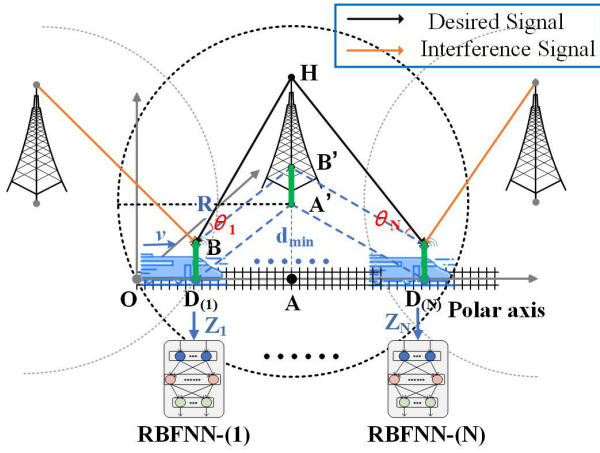 Desired Signal
Interference Signal
H
B'
R
A'
θ1
θN
v
B
dmin
O
D(1)
A
D(N)
Polar axis
Z1
ZN
RBFNN-(1)
RBFNN-(N)